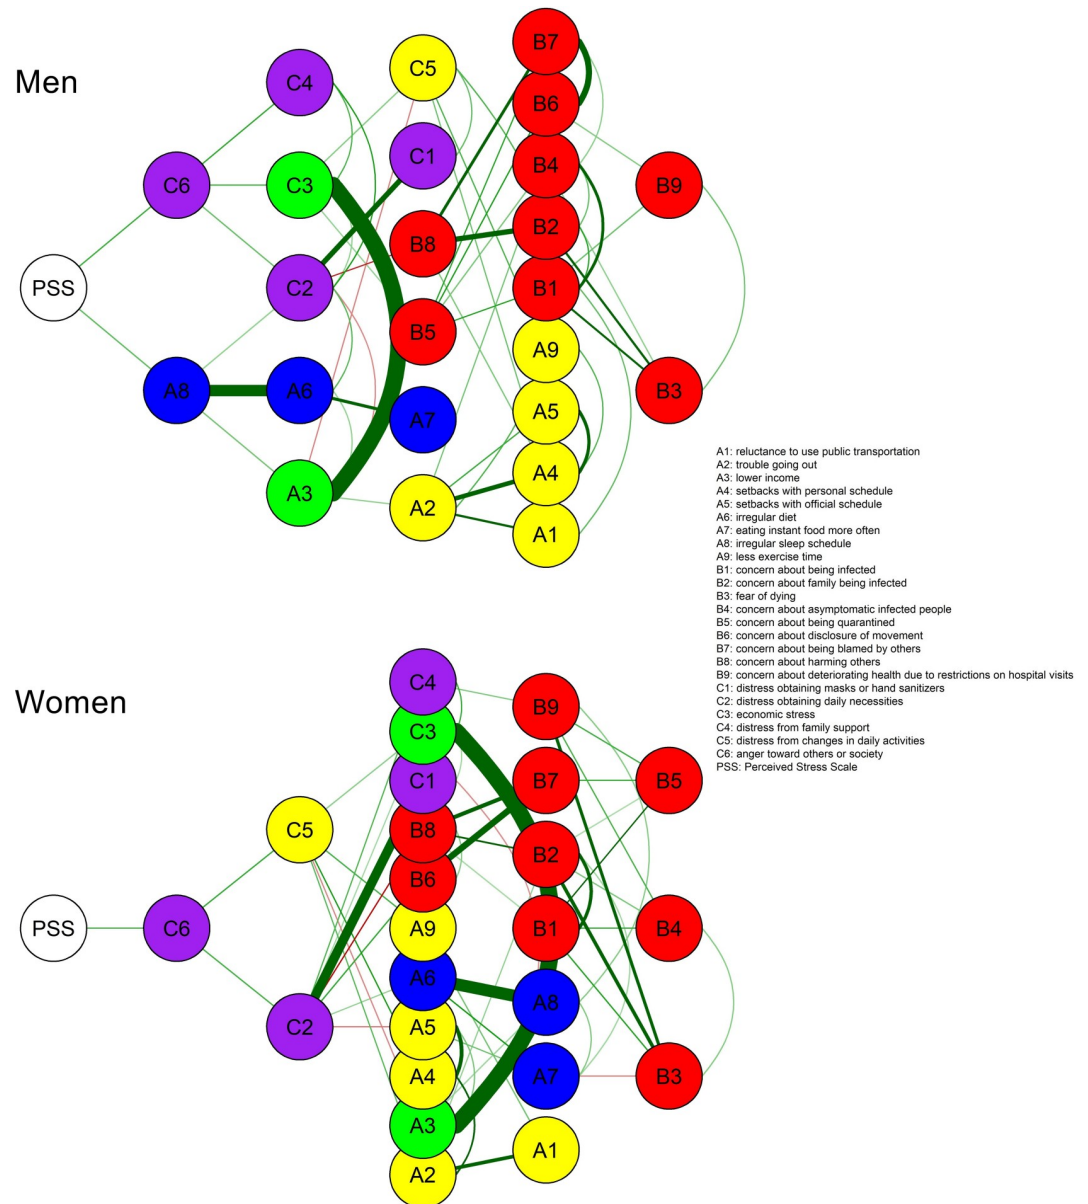 Men
C4
C3
C6
C2
PSS
A8
A6
A3
C5
C1
B8
B5
A7
A2
B7
B6
B4
B2
B1
A9
A5
A4
A1
B9
B3
A1: reluctance to use public transportation
A2: trouble going out
A3: lower income
A4: setbacks with personal schedule
A5: setbacks with official schedule
A6: irregular diet
A7: eating instant food more often
A8: irregular sleep schedule
A9: less exercise time
B1: concern about being infected
B2: concern about family being infected
B3: fear of dying
B4: concern about asymptomatic infected people
B5: concern about being quarantined
B6: concern about disclosure of movement
B7: concern about being blamed by others
B8: concern about harming others
B9: concern about deteriorating health due to restrictions on hospital visits
C1: distress obtaining masks or hand sanitizers
C2: distress obtaining daily necessities
C3: economic stress
C4: distress from family support
C5: distress from changes in daily activities
C6: anger toward others or society
PSS: Perceived Stress Scale
Women
PSS
C6
C5
C2
C4
C3
C1
B8
B6
A9
A6
A5
A4
A3
A2
B9
B7
B2
B1
A8
A7
A1
B5
B4
B3